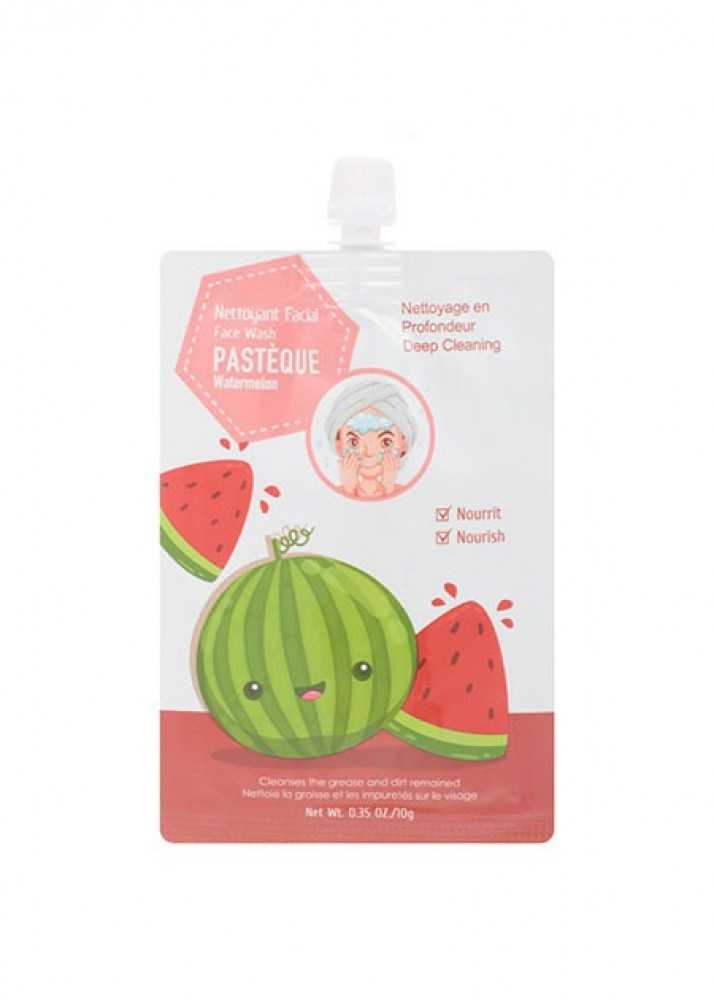 Nettoyant Facial
Face Wash
PASTÈQUE
Watermelon
Nettoyage en
Profondeur
Deep Cleaning
Nourrit
Nourish
Cleanses the grease and dirt remained
Nettoie la graisse et les impuretés sur le visage
Net Wt. 0.35 OZ./10g